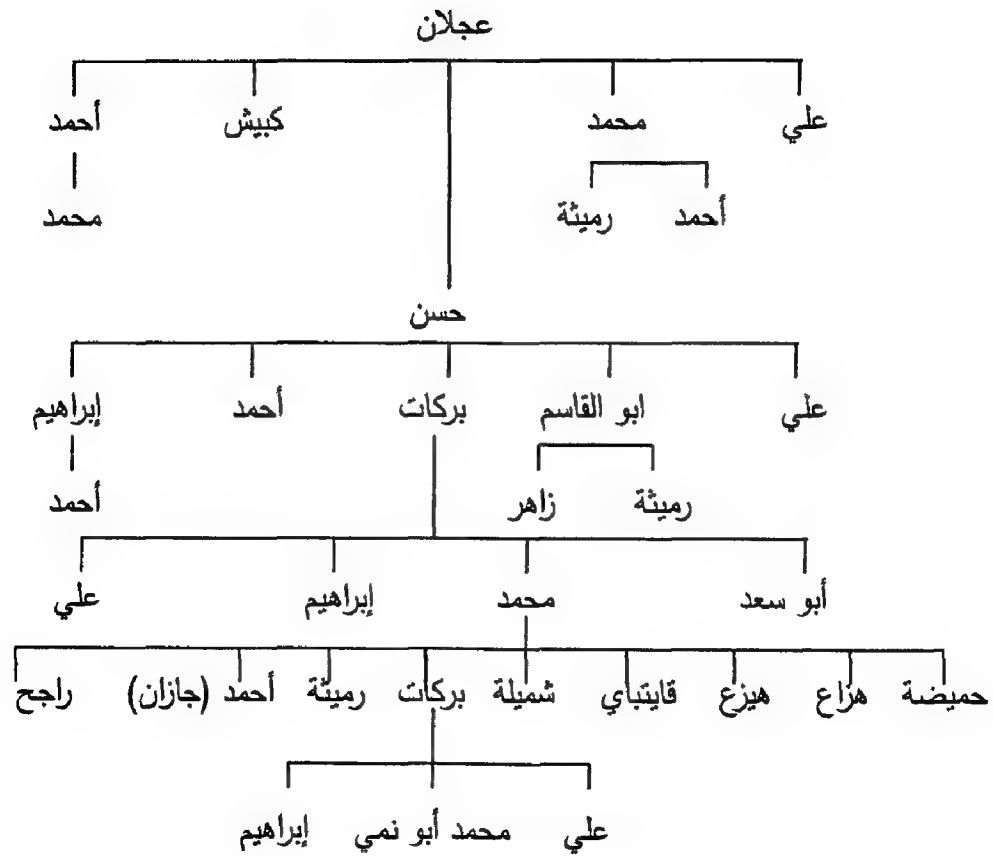 عجلان
علي محمد كبيش أحمد
أحمد رميثة محمد
حسن
علي ابو القاسم بركات أحمد إبراهيم
رميثة زاهر أحمد
أبو سعد محمد إبراهيم علي
حميضة هزاع هيزع قايتباي شميلة بركات رميثة أحمد (جازان) راجح
علي محمد أبو نمي إبراهيم